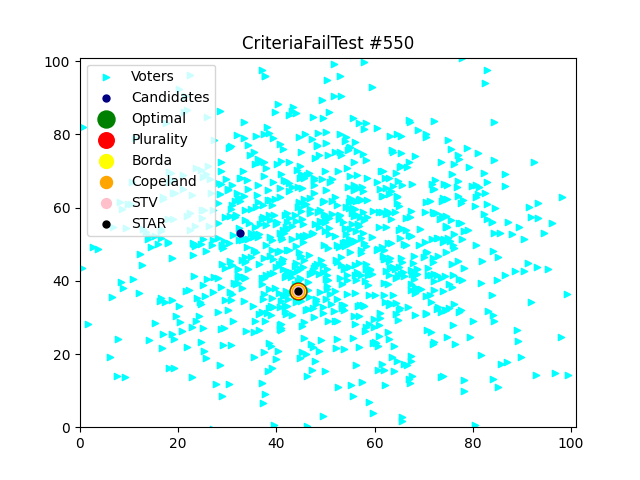 CriteriaFailTest #550
100
80
60
40
20
0
Voters
Candidates
Optimal
Plurality
Borda
Copeland
STV
STAR
0 20 40 60 80 100